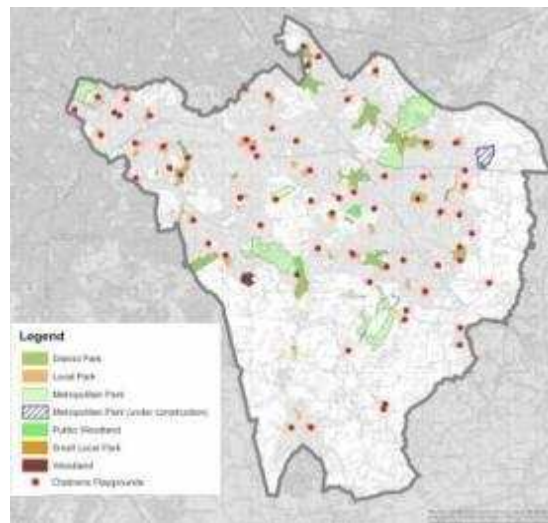 Legend
District Park
Local Park
Metropolitan Park
Metropolitan Park (under construction)
Public Woodland
Small Local Park
Woodland
Childrens Playgrounds